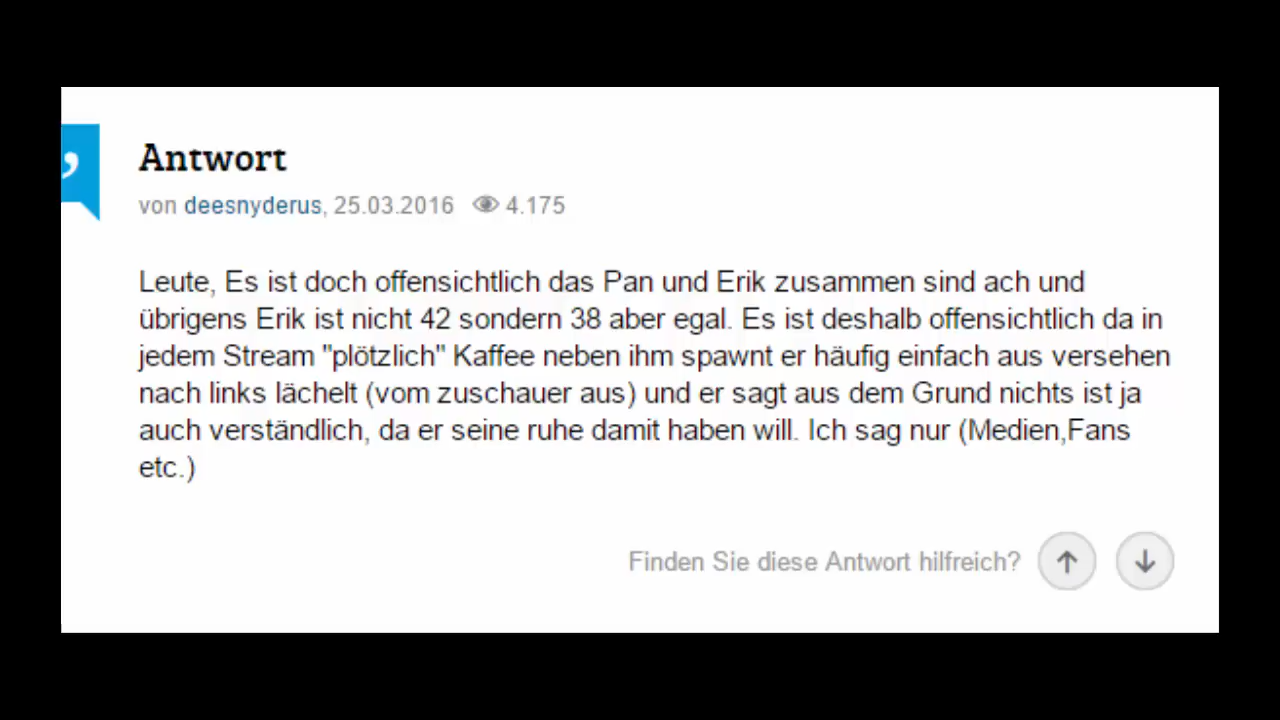 Antwort
von deesnyderus, 25.03.2016 4.175
Leute, Es ist doch offensichtlich das Pan und Erik zusammen sind ach und
übrigens Erik ist nicht 42 sondern 38 aber egal. Es ist deshalb offensichtlich da in
jedem Stream "plötzlich" Kaffee neben ihm spawnt er häufig einfach aus versehen
nach links lächelt (vom zuschauer aus) und er sagt aus dem Grund nichts ist ja
auch verständlich, da er seine ruhe damit haben will. Ich sag nur (Medien,Fans
etc.)
Finden Sie diese Antwort hilfreich?